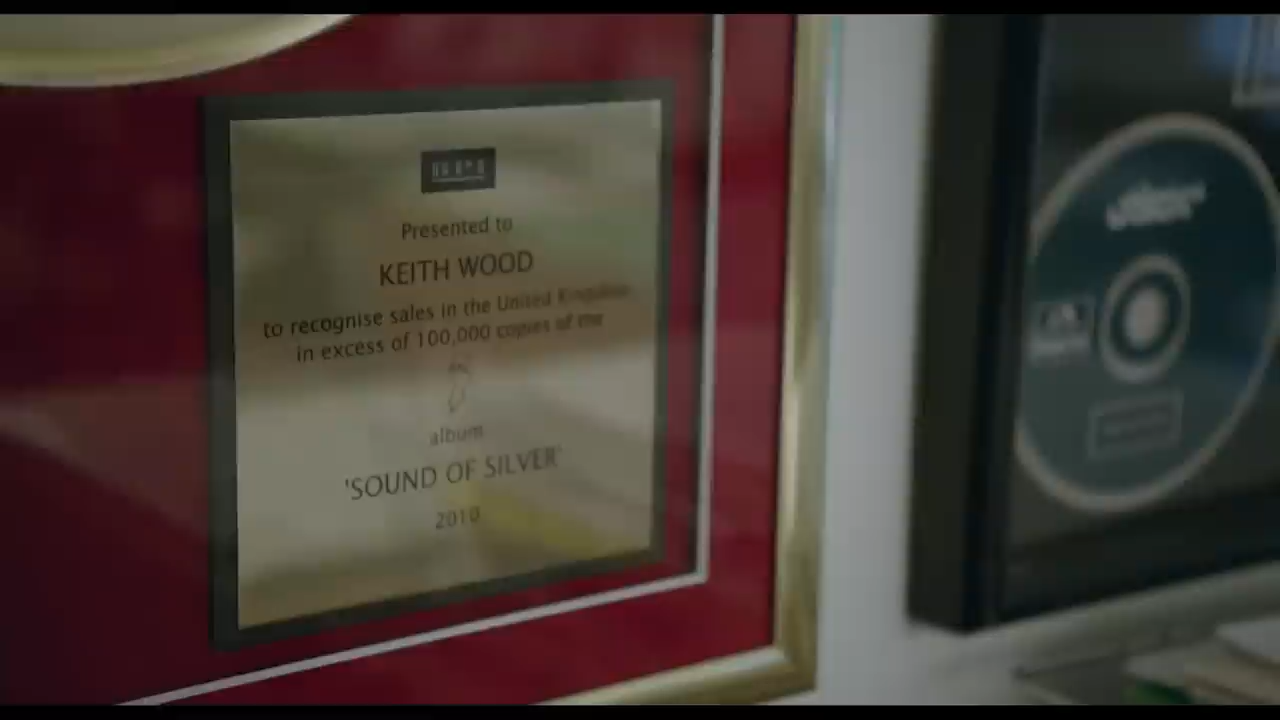 Presented to
KEITH WOOD
to recognise sales in the United Kingdom
in excess of 100,000 copies of the
album
'SOUND OF SILVER'
2010